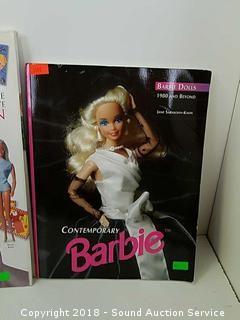 BARBIE DOLLS
1980 AND BEYOND
JANE SARASOHN-KAHN
CONTEMPORARY
Barbie
Copyright 2018 - Sound Auction Service